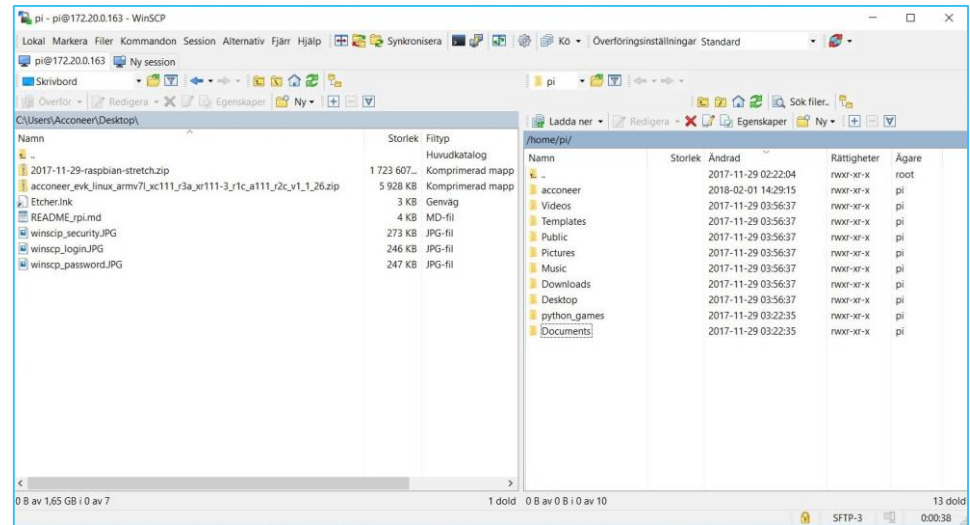 pi - pi@172.20.0.163 - WinSCP
Lokal Markera Filer Kommandon Session Alternativ Fjärr Hjälp Synkronisera Kö Överföringsinställningar Standard
pi@172.20.0.163 Ny session
Skrivbord
Överför Redigera Egenskaper Ny
C:\Users\Acconeer\Desktop\
Namn Storlek Filtyp
.. Huvudkatalog
2017-11-29-raspbian-stretch.zip 1 723 607... Komprimerad mapp
acconeer_evk_linux_armv7l_xc111_r3a_xr111-3_r1c_a111_r2c_v1_1_26.zip 5 928 KB Komprimerad mapp
Etcher.lnk 3 KB Genväg
README_rpi.md 4 KB MD-fil
winscip_security.JPG 273 KB JPG-fil
winscp_login.JPG 246 KB JPG-fil
winscp_password.JPG 247 KB JPG-fil
0 B av 1,65 GB i 0 av 7 1 dold
pi
Sök filer..
Ladda ner Redigera Egenskaper Ny
/home/pi/
Namn Storlek Ändrad Rättigheter Ägare
.. 2017-11-29 02:22:04 rwxr-xr-x root
acconeer 2018-02-01 14:29:15 rwxr-xr-x pi
Videos 2017-11-29 03:56:37 rwxr-xr-x pi
Templates 2017-11-29 03:56:37 rwxr-xr-x pi
Public 2017-11-29 03:56:37 rwxr-xr-x pi
Pictures 2017-11-29 03:56:37 rwxr-xr-x pi
Music 2017-11-29 03:56:37 rwxr-xr-x pi
Downloads 2017-11-29 03:56:37 rwxr-xr-x pi
Desktop 2017-11-29 03:56:37 rwxr-xr-x pi
python_games 2017-11-29 03:22:35 rwxr-xr-x pi
Documents 2017-11-29 03:22:35 rwxr-xr-x pi
0 B av 0 B i 0 av 10 13 dold
SFTP-3 0:00:38